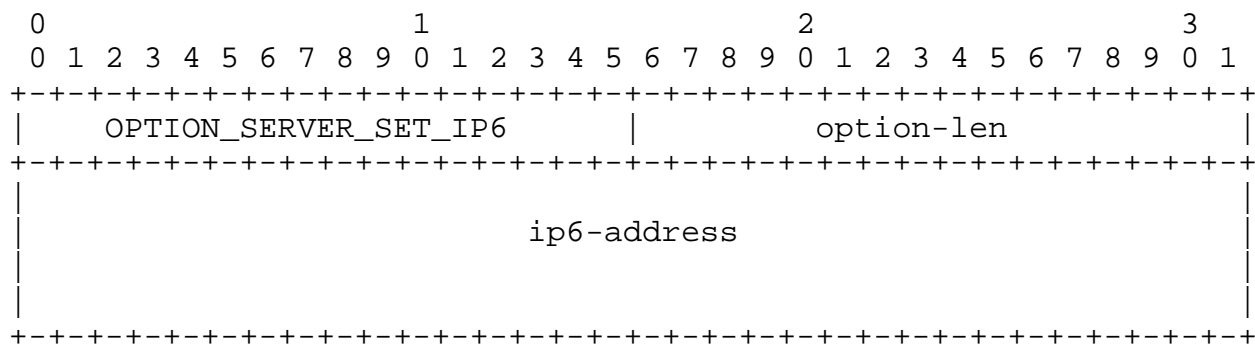 0                   1                   2                   3
 0 1 2 3 4 5 6 7 8 9 0 1 2 3 4 5 6 7 8 9 0 1 2 3 4 5 6 7 8 9 0 1
+-+-+-+-+-+-+-+-+-+-+-+-+-+-+-+-+-+-+-+-+-+-+-+-+-+-+-+-+-+-+-+-+
|    OPTION_SERVER_SET_IP6      |         option-len            |
+-+-+-+-+-+-+-+-+-+-+-+-+-+-+-+-+-+-+-+-+-+-+-+-+-+-+-+-+-+-+-+-+
|                                                               |
|                          ip6-address                          |
|                                                               |
|                                                               |
+-+-+-+-+-+-+-+-+-+-+-+-+-+-+-+-+-+-+-+-+-+-+-+-+-+-+-+-+-+-+-+-+